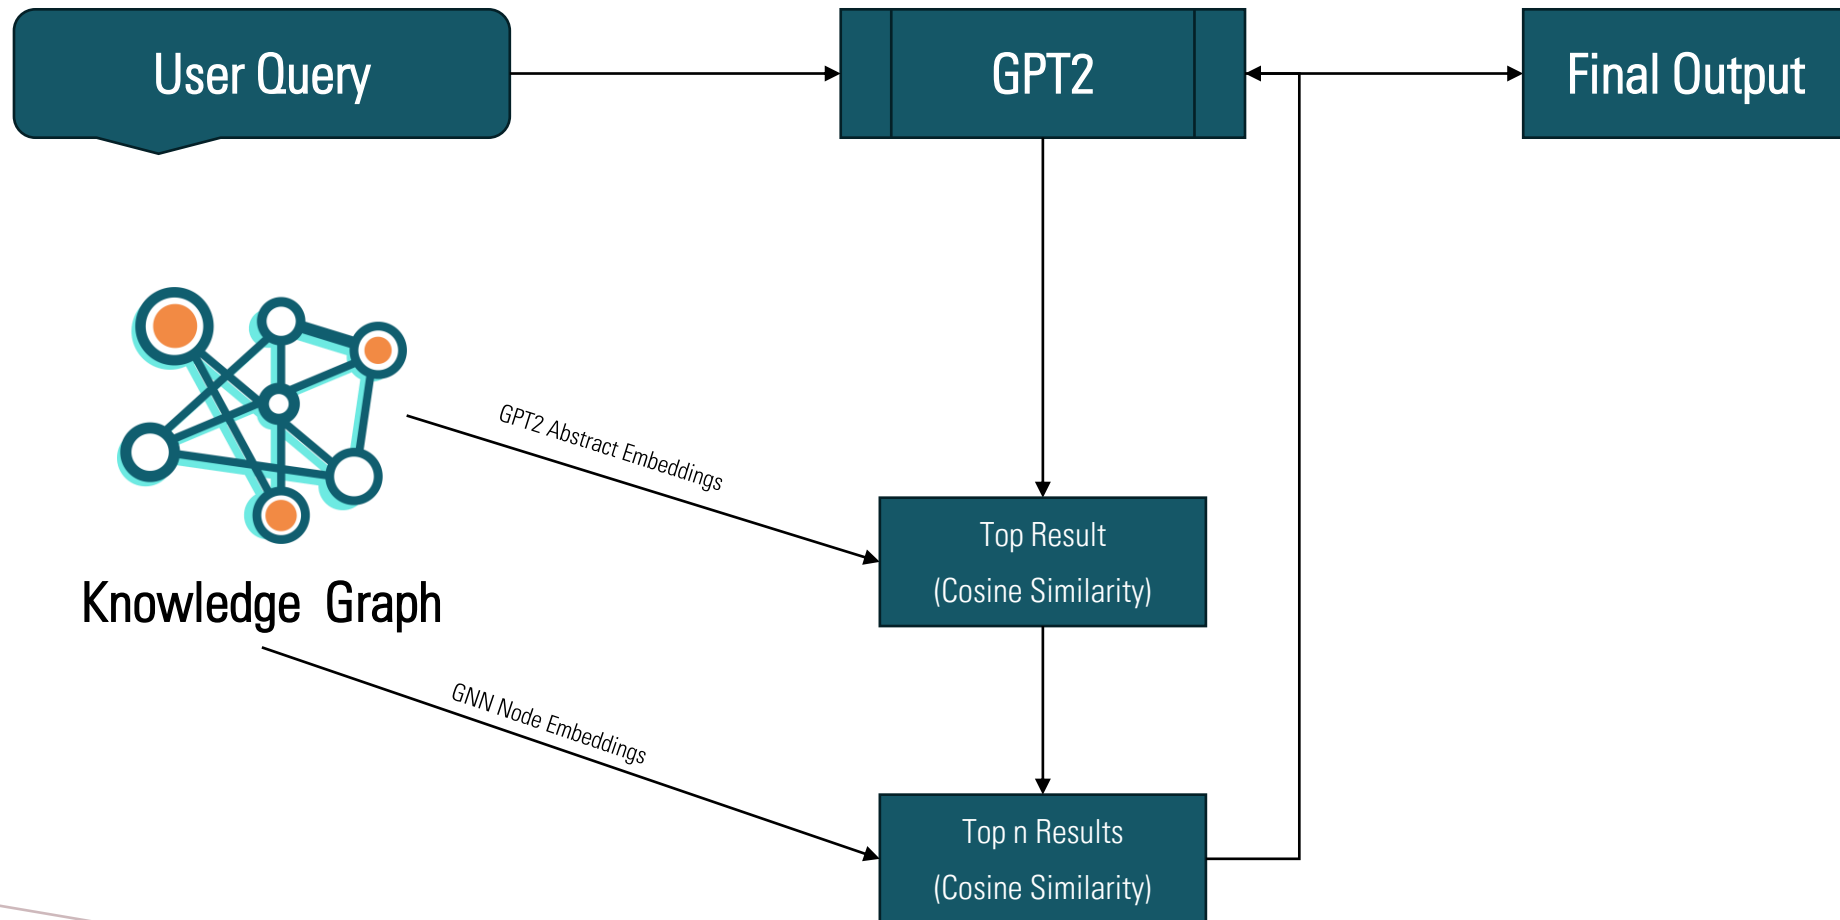 User Query
GPT2
Final Output
GPT2 Abstract Embeddings
Top Result
(Cosine Similarity)
Knowledge Graph
GNN Node Embeddings
Top n Results
(Cosine Similarity)